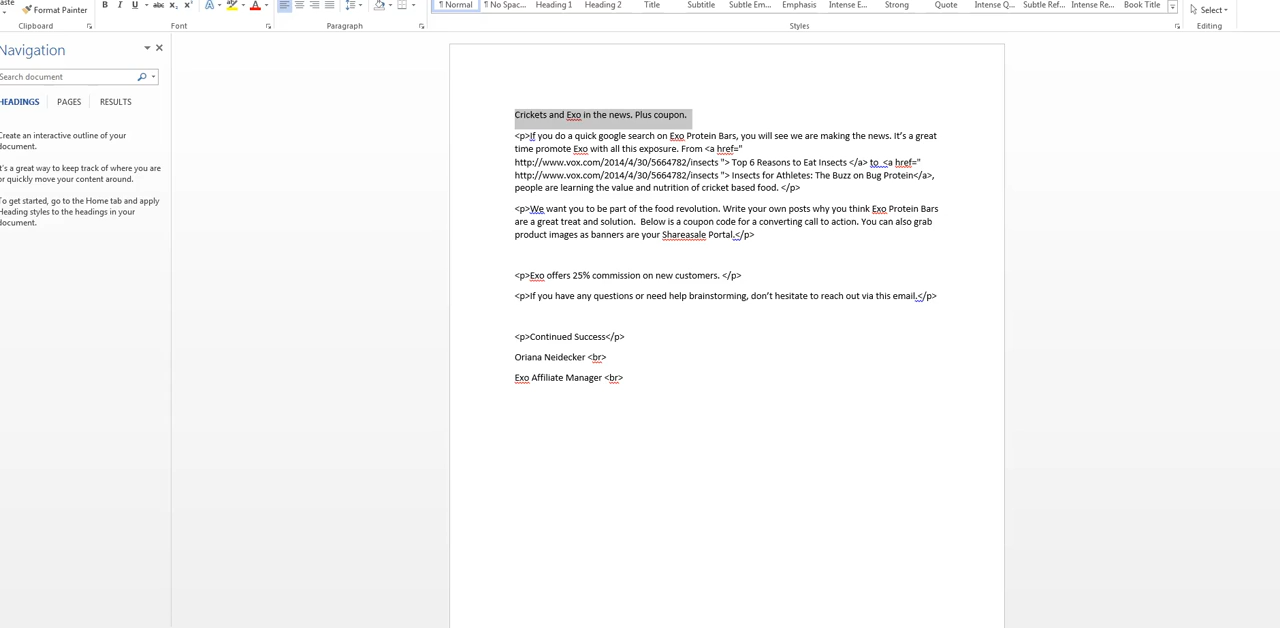 Format Painter
B I U abc X₂ X² A A
¶ Normal ¶ No Spac... Heading 1 Heading 2 Title Subtitle Subtle Em... Emphasis Intense E... Strong Quote Intense Q... Subtle Ref... Intense Re... Book Title
Select
Clipboard Font Paragraph Styles Editing
Navigation
Search document
HEADINGS PAGES RESULTS
Create an interactive outline of your
document.
It's a great way to keep track of where you are
or quickly move your content around.
To get started, go to the Home tab and apply
Heading styles to the headings in your
document.
Crickets and Exo in the news. Plus coupon.
<p>If you do a quick google search on Exo Protein Bars, you will see we are making the news. It's a great
time promote Exo with all this exposure. From <a href="
http://www.vox.com/2014/4/30/5664782/insects "> Top 6 Reasons to Eat Insects </a> to <a href="
http://www.vox.com/2014/4/30/5664782/insects "> Insects for Athletes: The Buzz on Bug Protein</a>,
people are learning the value and nutrition of cricket based food. </p>
<p>We want you to be part of the food revolution. Write your own posts why you think Exo Protein Bars
are a great treat and solution. Below is a coupon code for a converting call to action. You can also grab
product images as banners are your Shareasale Portal.</p>
<p>Exo offers 25% commission on new customers. </p>
<p>If you have any questions or need help brainstorming, don't hesitate to reach out via this email.</p>
<p>Continued Success</p>
Oriana Neidecker <br>
Exo Affiliate Manager <br>